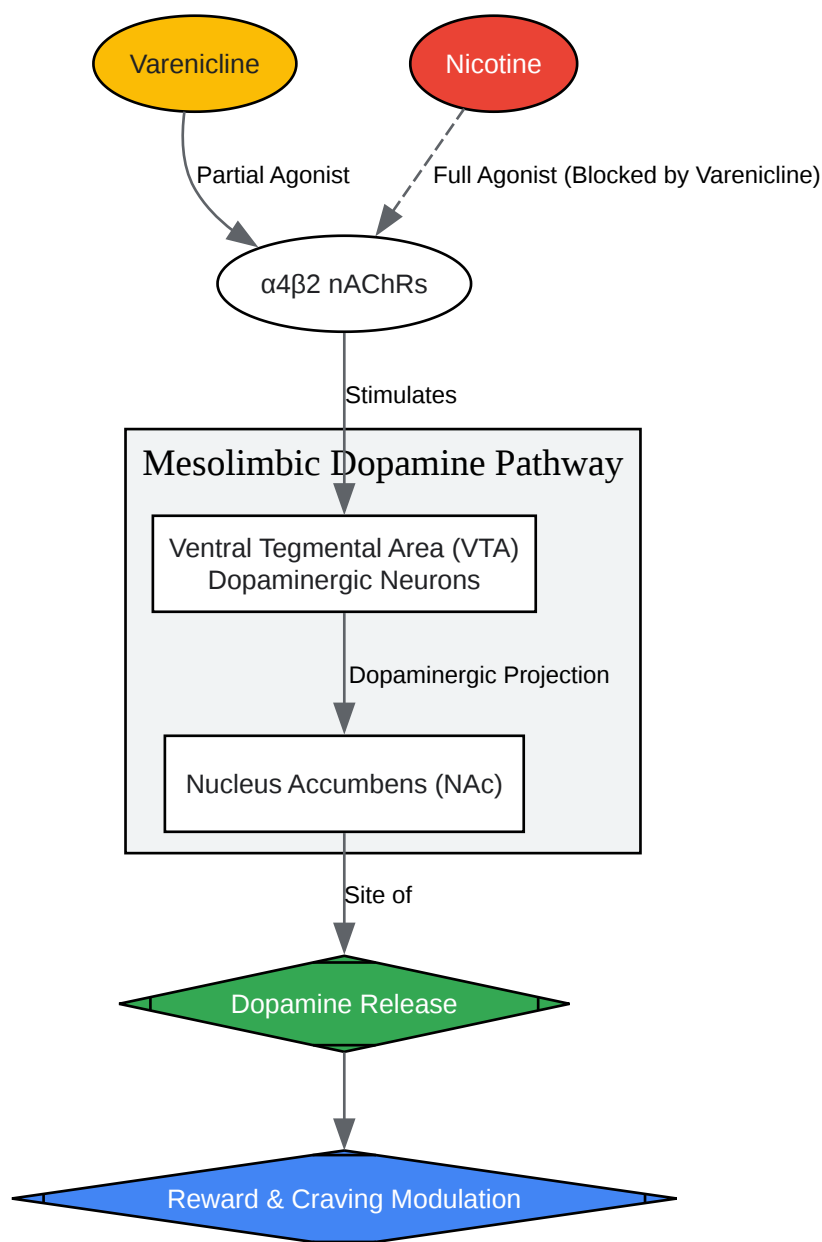 Varenicline
Nicotine
Partial Agonist
Full Agonist (Blocked by Varenicline)
α4β2 nAChRs
Stimulates
Mesolimbic Dopamine Pathway
Ventral Tegmental Area (VTA)
Dopaminergic Neurons
Dopaminergic Projection
Nucleus Accumbens (NAc)
Site of
Dopamine Release
Reward & Craving Modulation